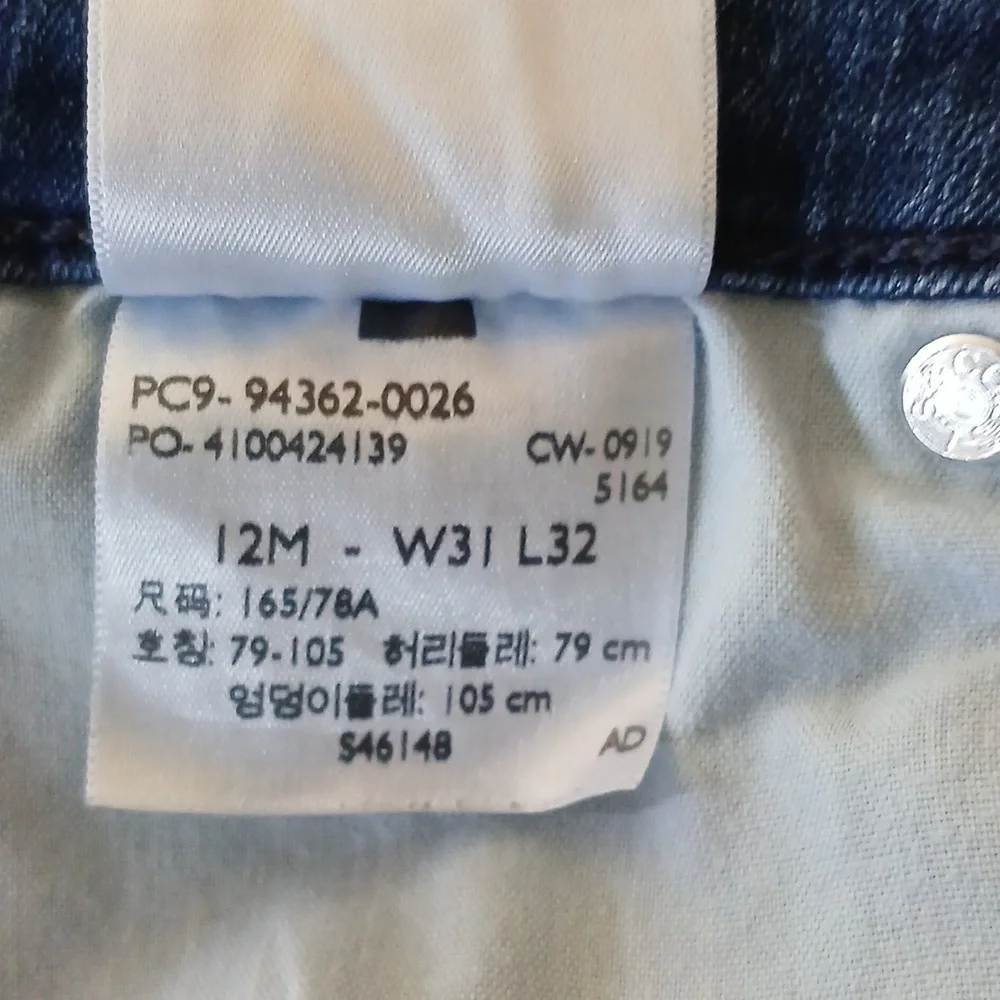 PC9- 94362-0026
PO- 4100424139 CW- 0919
5164
12M - W31 L32
尺码: 165/78A
호칭: 79-105 허리둘레: 79 cm
엉덩이둘레: 105 cm
S46148 AD